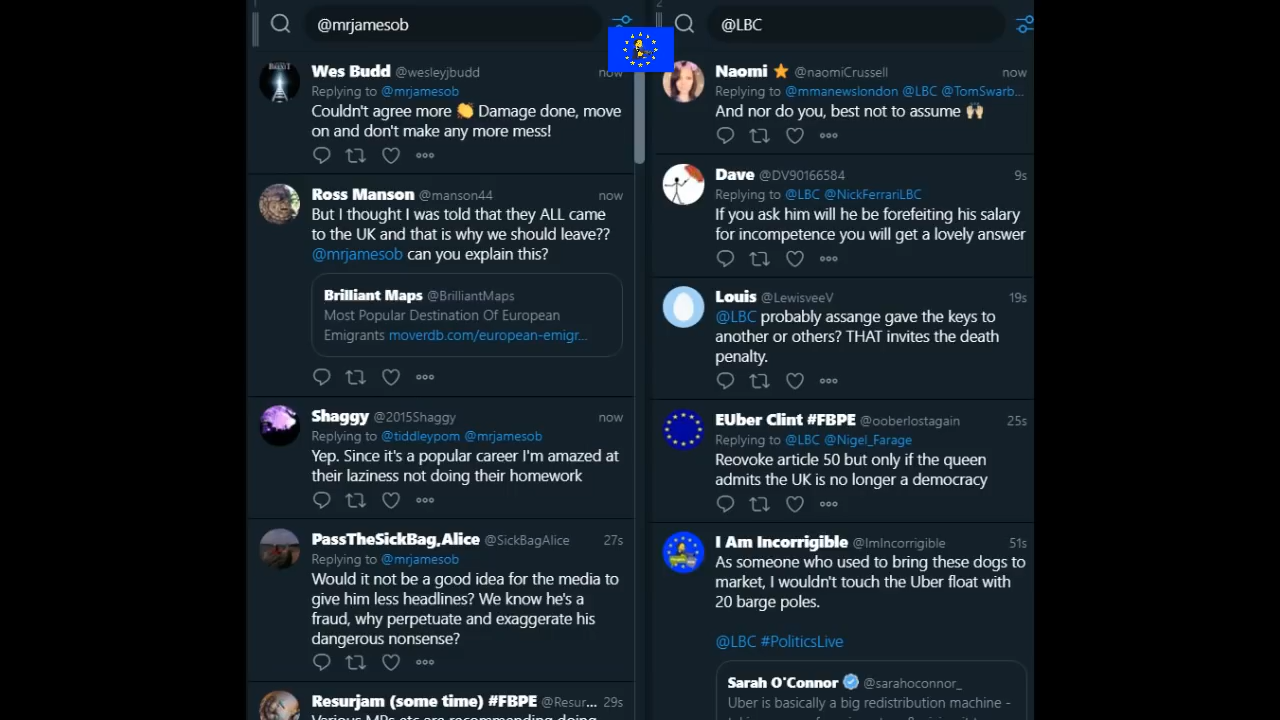 @mrjamesob
Wes Budd @wesleyjbudd now
Replying to @mrjamesob
Couldn't agree more 👏 Damage done, move
on and don't make any more mess!
Ross Manson @manson44 now
But I thought I was told that they ALL came
to the UK and that is why we should leave??
@mrjamesob can you explain this?
Brilliant Maps @BrilliantMaps
Most Popular Destination Of European
Emigrants moverdb.com/european-emigr...
Shaggy @2015Shaggy now
Replying to @tiddleypom @mrjamesob
Yep. Since it's a popular career I'm amazed at
their laziness not doing their homework
PassTheSickBag,Alice @SickBagAlice 27s
Replying to @mrjamesob
Would it not be a good idea for the media to
give him less headlines? We know he's a
fraud, why perpetuate and exaggerate his
dangerous nonsense?
Resurjam (some time) #FBPE @Resur... 29s
Various MPs etc are recommending doing
2
@LBC
Naomi ⭐ @naomiCrussell now
Replying to @mmanewslondon @LBC @TomSwarb...
And nor do you, best not to assume 🙌🏻
Dave @DV90166584 9s
Replying to @LBC @NickFerrariLBC
If you ask him will he be forefeiting his salary
for incompetence you will get a lovely answer
Louis @LewisveeV 19s
@LBC probably assange gave the keys to
another or others? THAT invites the death
penalty.
EUber Clint #FBPE @ooberlostagain 25s
Replying to @LBC @Nigel_Farage
Reovoke article 50 but only if the queen
admits the UK is no longer a democracy
I Am Incorrigible @ImIncorrigible 51s
As someone who used to bring these dogs to
market, I wouldn't touch the Uber float with
20 barge poles.
@LBC #PoliticsLive
Sarah O'Connor @sarahoconnor_
Uber is basically a big redistribution machine -